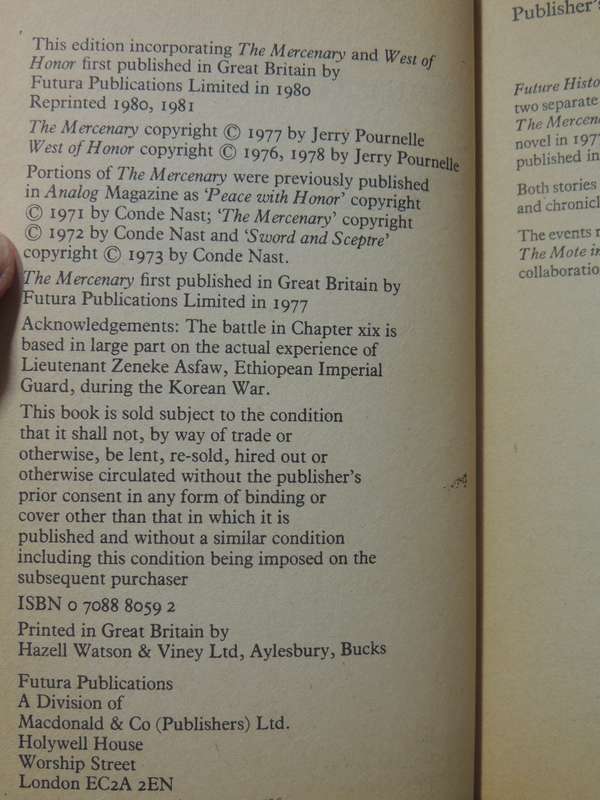 This edition incorporating The Mercenary and West of
Honor first published in Great Britain by
Futura Publications Limited in 1980
Reprinted 1980, 1981
The Mercenary copyright © 1977 by Jerry Pournelle
West of Honor copyright © 1976, 1978 by Jerry Pournelle
Portions of The Mercenary were previously published
in Analog Magazine as ‘Peace with Honor’ copyright
© 1971 by Conde Nast; ‘The Mercenary’ copyright
© 1972 by Conde Nast and ‘Sword and Sceptre’
copyright © 1973 by Conde Nast.
The Mercenary first published in Great Britain by
Futura Publications Limited in 1977
Acknowledgements: The battle in Chapter xix is
based in large part on the actual experience of
Lieutenant Zeneke Asfaw, Ethiopean Imperial
Guard, during the Korean War.
This book is sold subject to the condition
that it shall not, by way of trade or
otherwise, be lent, re-sold, hired out or
otherwise circulated without the publisher’s
prior consent in any form of binding or
cover other than that in which it is
published and without a similar condition
including this condition being imposed on the
subsequent purchaser
ISBN 0 7088 8059 2
Printed in Great Britain by
Hazell Watson & Viney Ltd, Aylesbury, Bucks
Futura Publications
A Division of
Macdonald & Co (Publishers) Ltd.
Holywell House
Worship Street
London EC2A 2EN
Publisher’s
Future Histo
two separate
The Mercena
novel in 1977
published in
Both stories
and chronicl
The events r
The Mote in
collaboratio